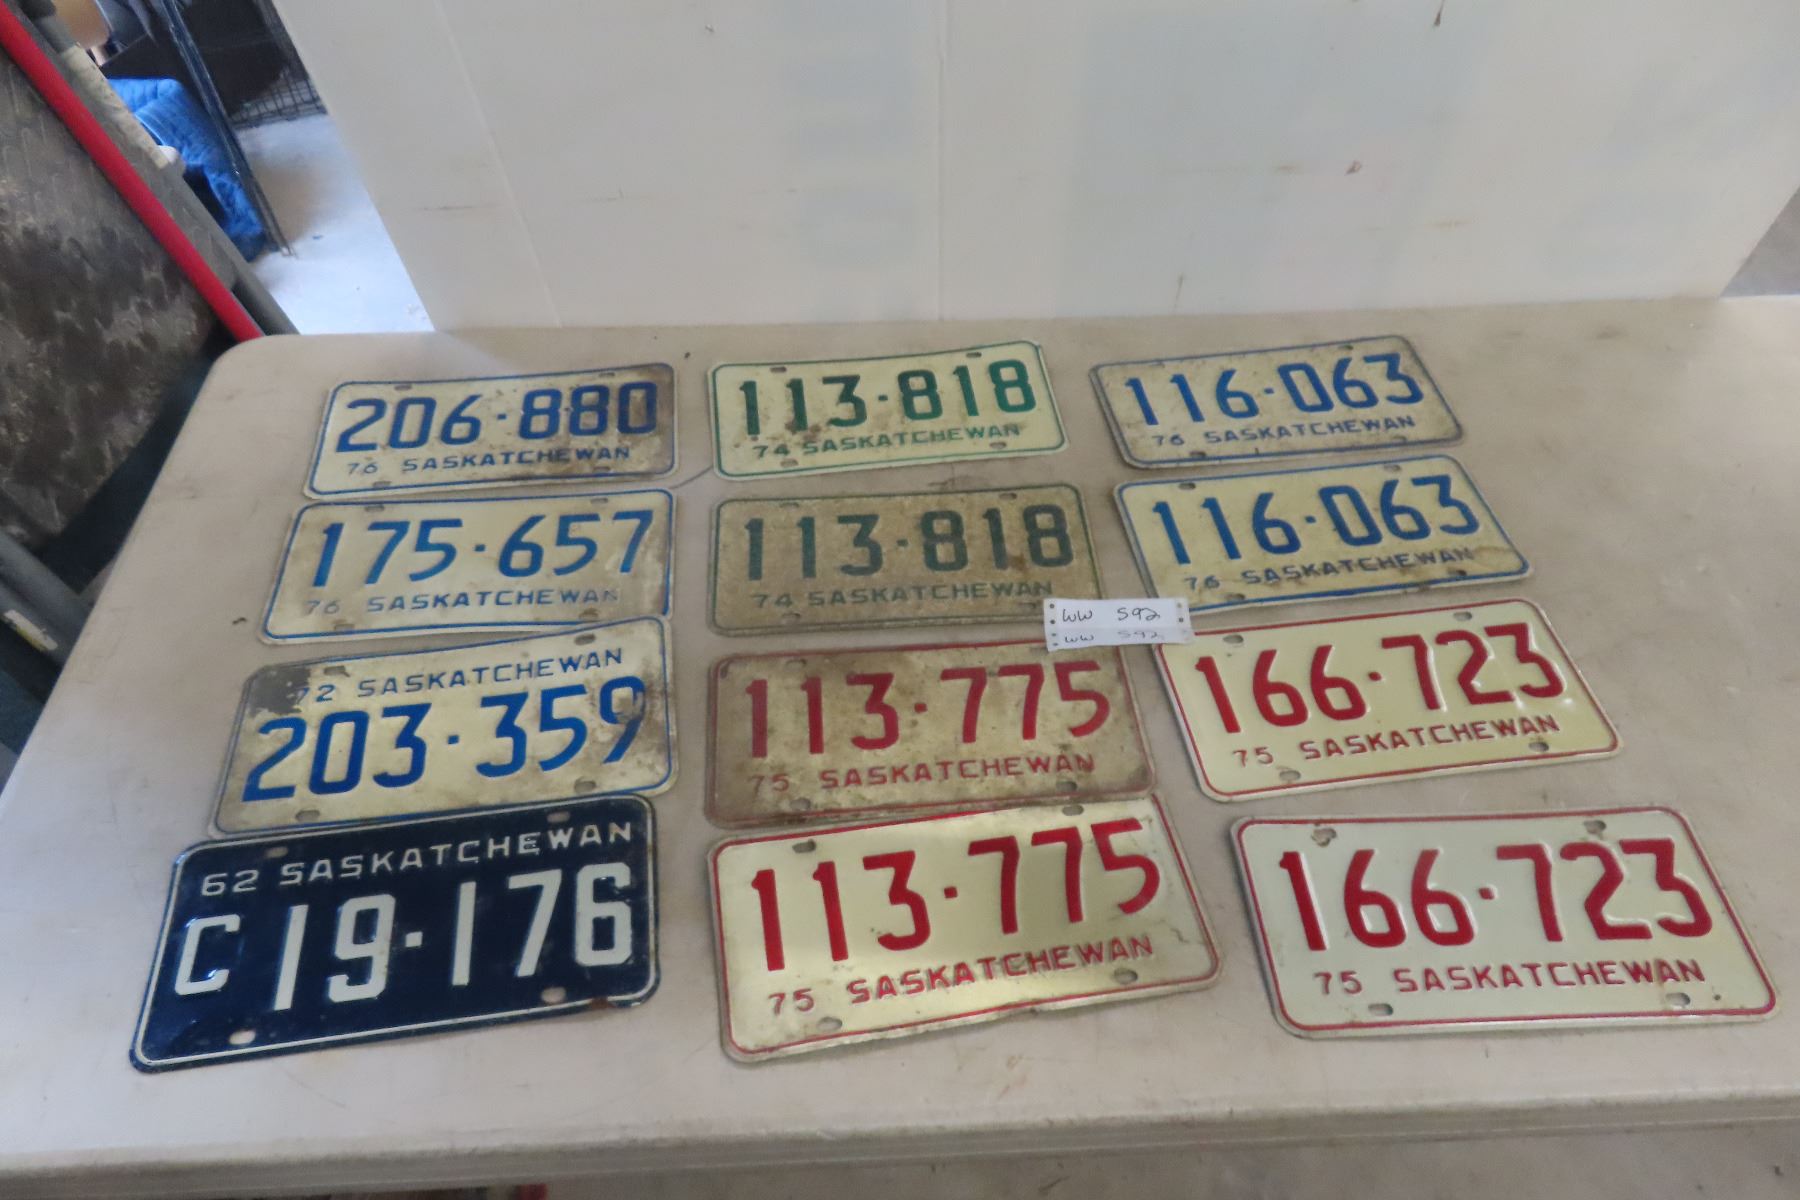 206·880
76 SASKATCHEWAN
113·818
74 SASKATCHEWAN
116·063
76 SASKATCHEWAN
175·657
76 SASKATCHEWAN
113·818
74 SASKATCHEWAN
116·063
76 SASKATCHEWAN
WW 592
WW 592
72 SASKATCHEWAN
203·359
113·775
75 SASKATCHEWAN
166·723
75 SASKATCHEWAN
62 SASKATCHEWAN
C19·176
113·775
75 SASKATCHEWAN
166·723
75 SASKATCHEWAN